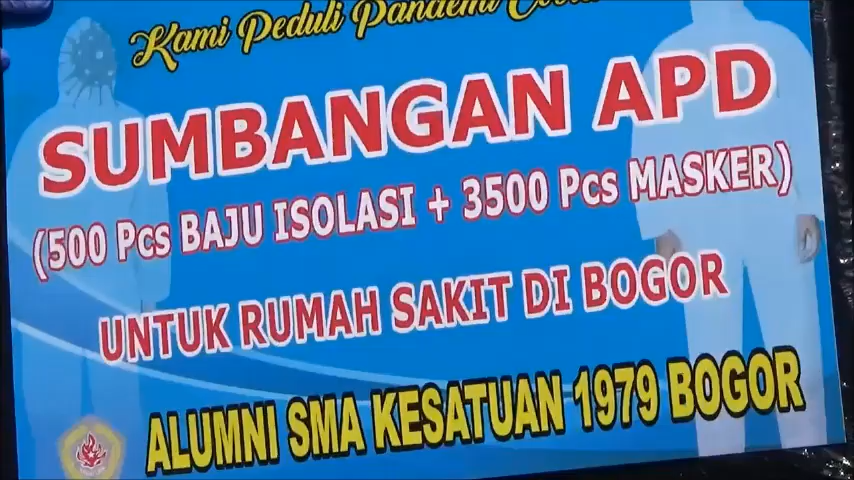 Kami Peduli Pandemi
SUMBANGAN APD
(500 Pcs BAJU ISOLASI + 3500 Pcs MASKER)
UNTUK RUMAH SAKIT DI BOGOR
ALUMNI SMA KESATUAN 1979 BOGOR